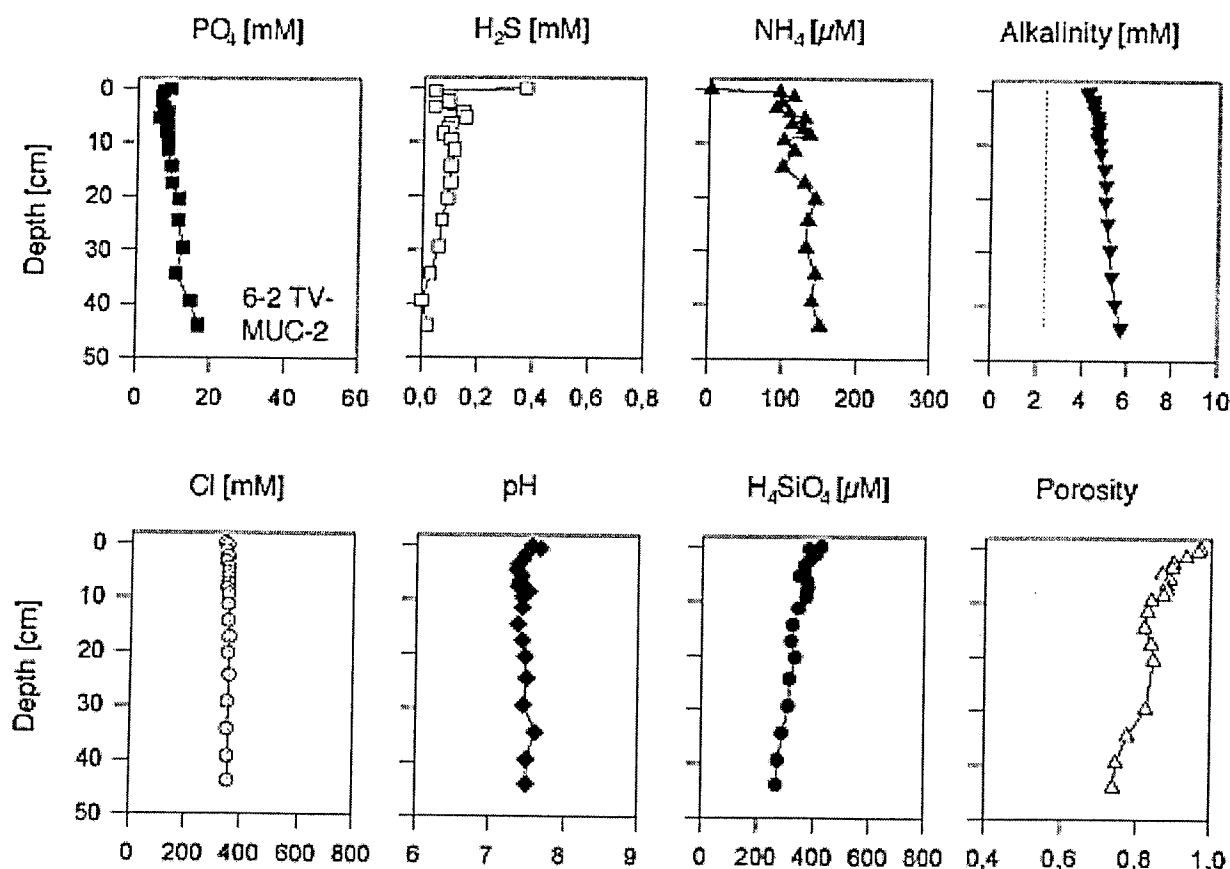 PO₄ [mM] H₂S [mM] NH₄ [µM] Alkalinity [mM]
0
10
20
30
40
50
Depth [cm]
6-2 TV-
MUC-2
0 20 40 60 0,0 0,2 0,4 0,6 0,8 0 100 200 300 0 2 4 6 8 10
Cl [mM] pH H₄SiO₄ [µM] Porosity
0
10
20
30
40
50
Depth [cm]
0 200 400 600 800 6 7 8 9 0 200 400 600 800 0,4 0,6 0,8 1,0